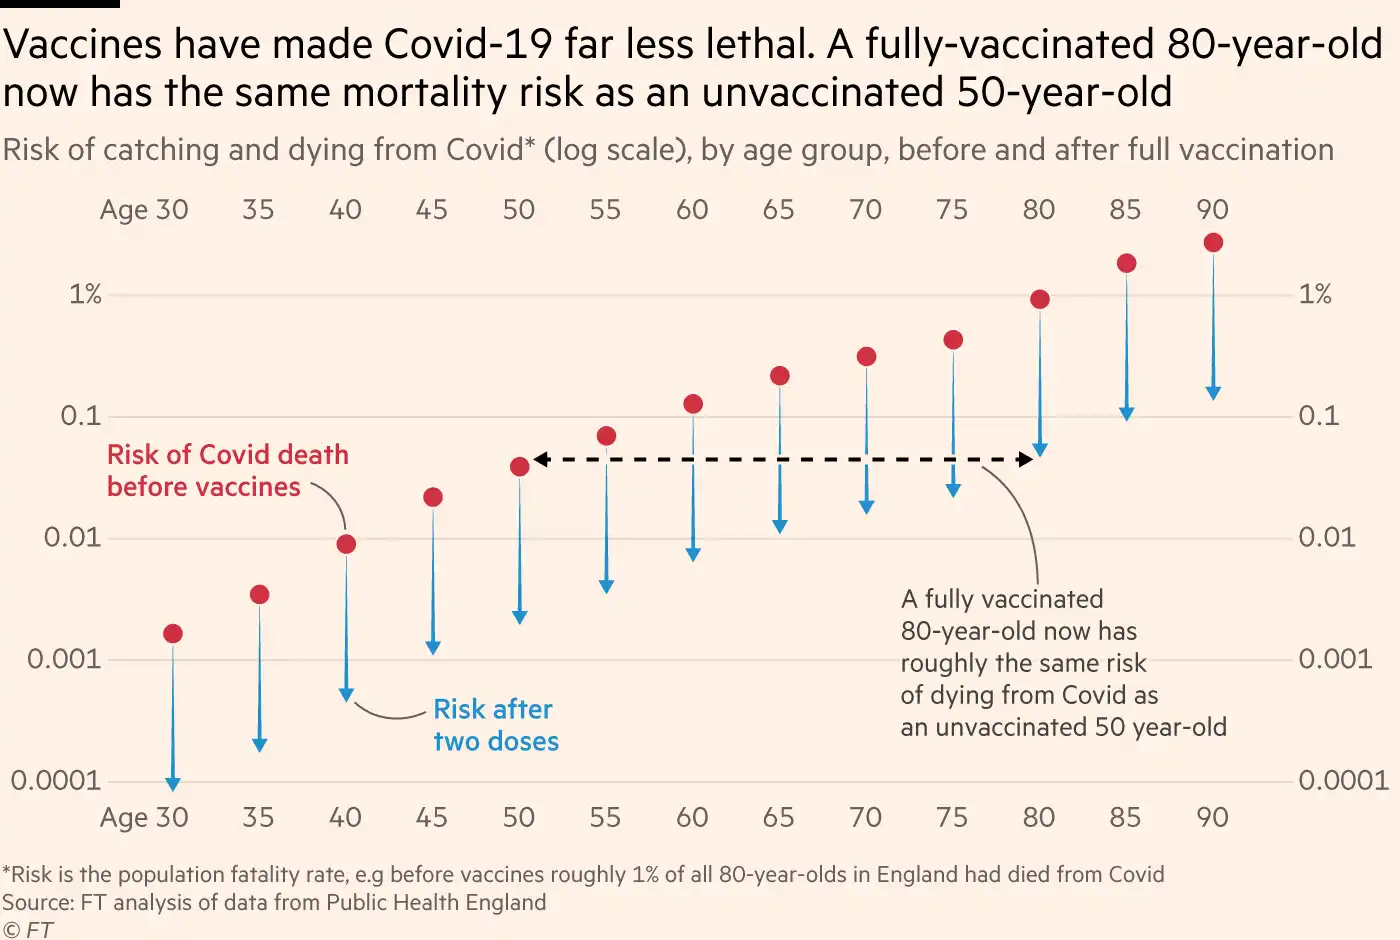 Vaccines have made Covid-19 far less lethal. A fully-vaccinated 80-year-old
now has the same mortality risk as an unvaccinated 50-year-old
Risk of catching and dying from Covid* (log scale), by age group, before and after full vaccination
Age 30 35 40 45 50 55 60 65 70 75 80 85 90
1% 1%
0.1 0.1
Risk of Covid death
before vaccines
0.01 0.01
A fully vaccinated
80-year-old now has
roughly the same risk
of dying from Covid as
an unvaccinated 50 year-old
0.001 0.001
Risk after
two doses
0.0001 0.0001
Age 30 35 40 45 50 55 60 65 70 75 80 85 90
*Risk is the population fatality rate, e.g before vaccines roughly 1% of all 80-year-olds in England had died from Covid
Source: FT analysis of data from Public Health England
© FT